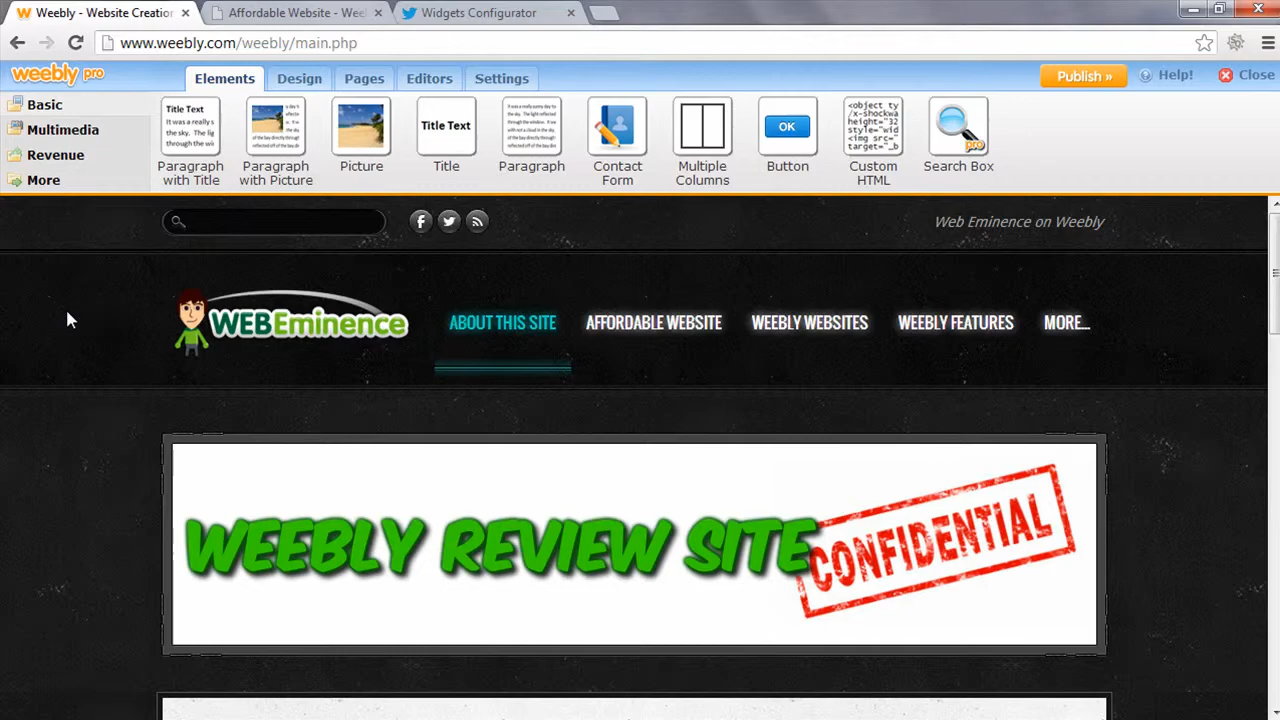 Weebly - Website Creation
Affordable Website - Wee
Widgets Configurator
www.weebly.com/weebly/main.php
weebly pro
Elements
Design
Pages
Editors
Settings
Publish »
Help!
Close
Basic
Multimedia
Revenue
More
Title Text
Title Text
OK
Paragraph
with Title
Paragraph
with Picture
Picture
Title
Paragraph
Contact
Form
Multiple
Columns
Button
Custom
HTML
Search Box
pro
Web Eminence on Weebly
WEBEminence
ABOUT THIS SITE
AFFORDABLE WEBSITE
WEEBLY WEBSITES
WEEBLY FEATURES
MORE...
WEEBLY REVIEW SITE
CONFIDENTIAL